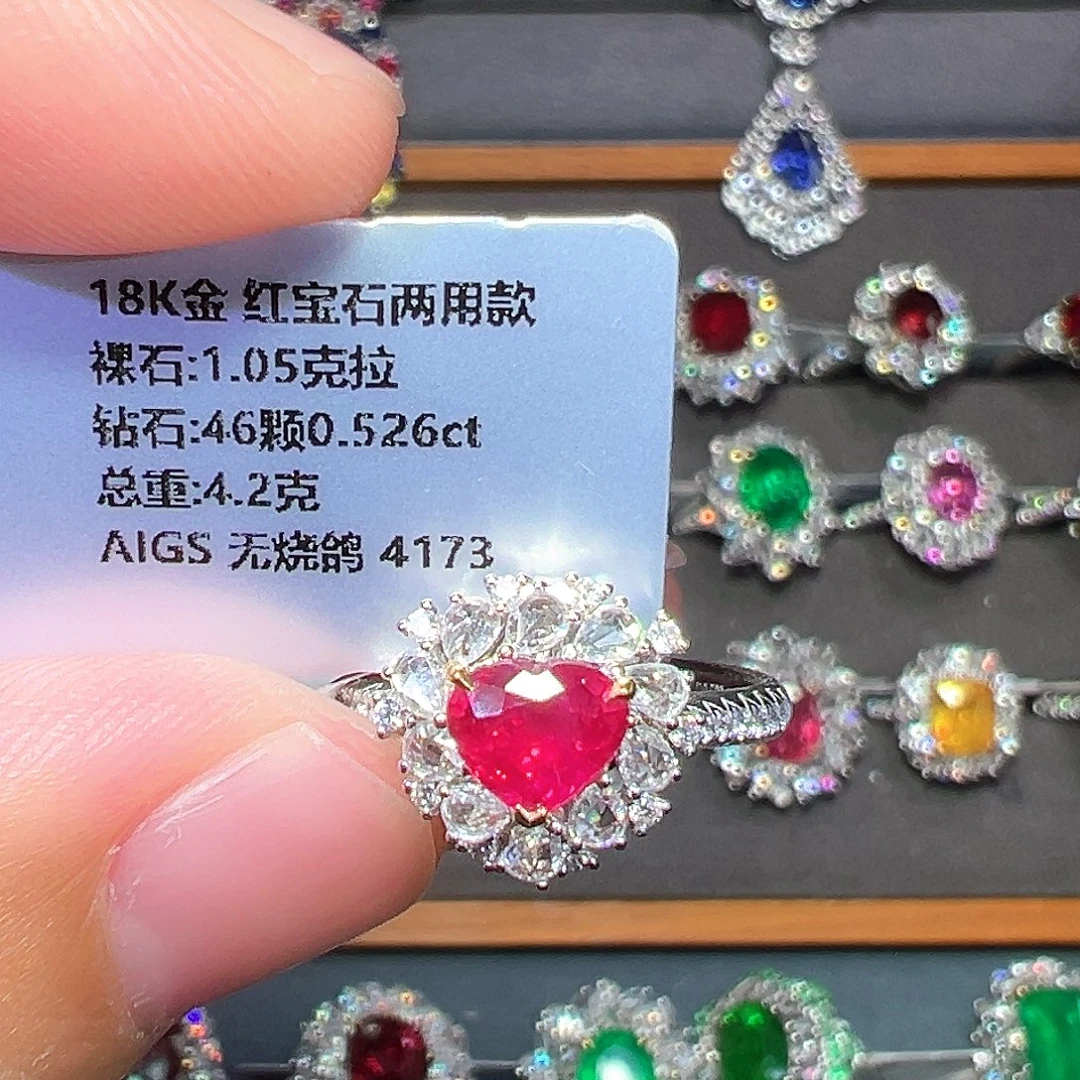 18K金 红宝石两用款
裸石:1.05克拉
钻石:46颗0.526ct
总重:4.2克
AIGS 无烧鸽 4173